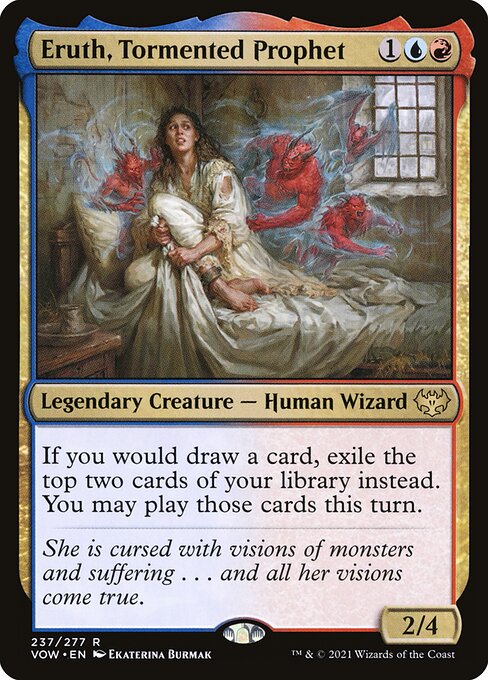 Eruth, Tormented Prophet 1
Legendary Creature — Human Wizard
If you would draw a card, exile the
top two cards of your library instead.
You may play those cards this turn.
She is cursed with visions of monsters
and suffering . . . and all her visions
come true.
2/4
237/277 R
VOW • EN Ekaterina Burmak
™ & © 2021 Wizards of the Coast